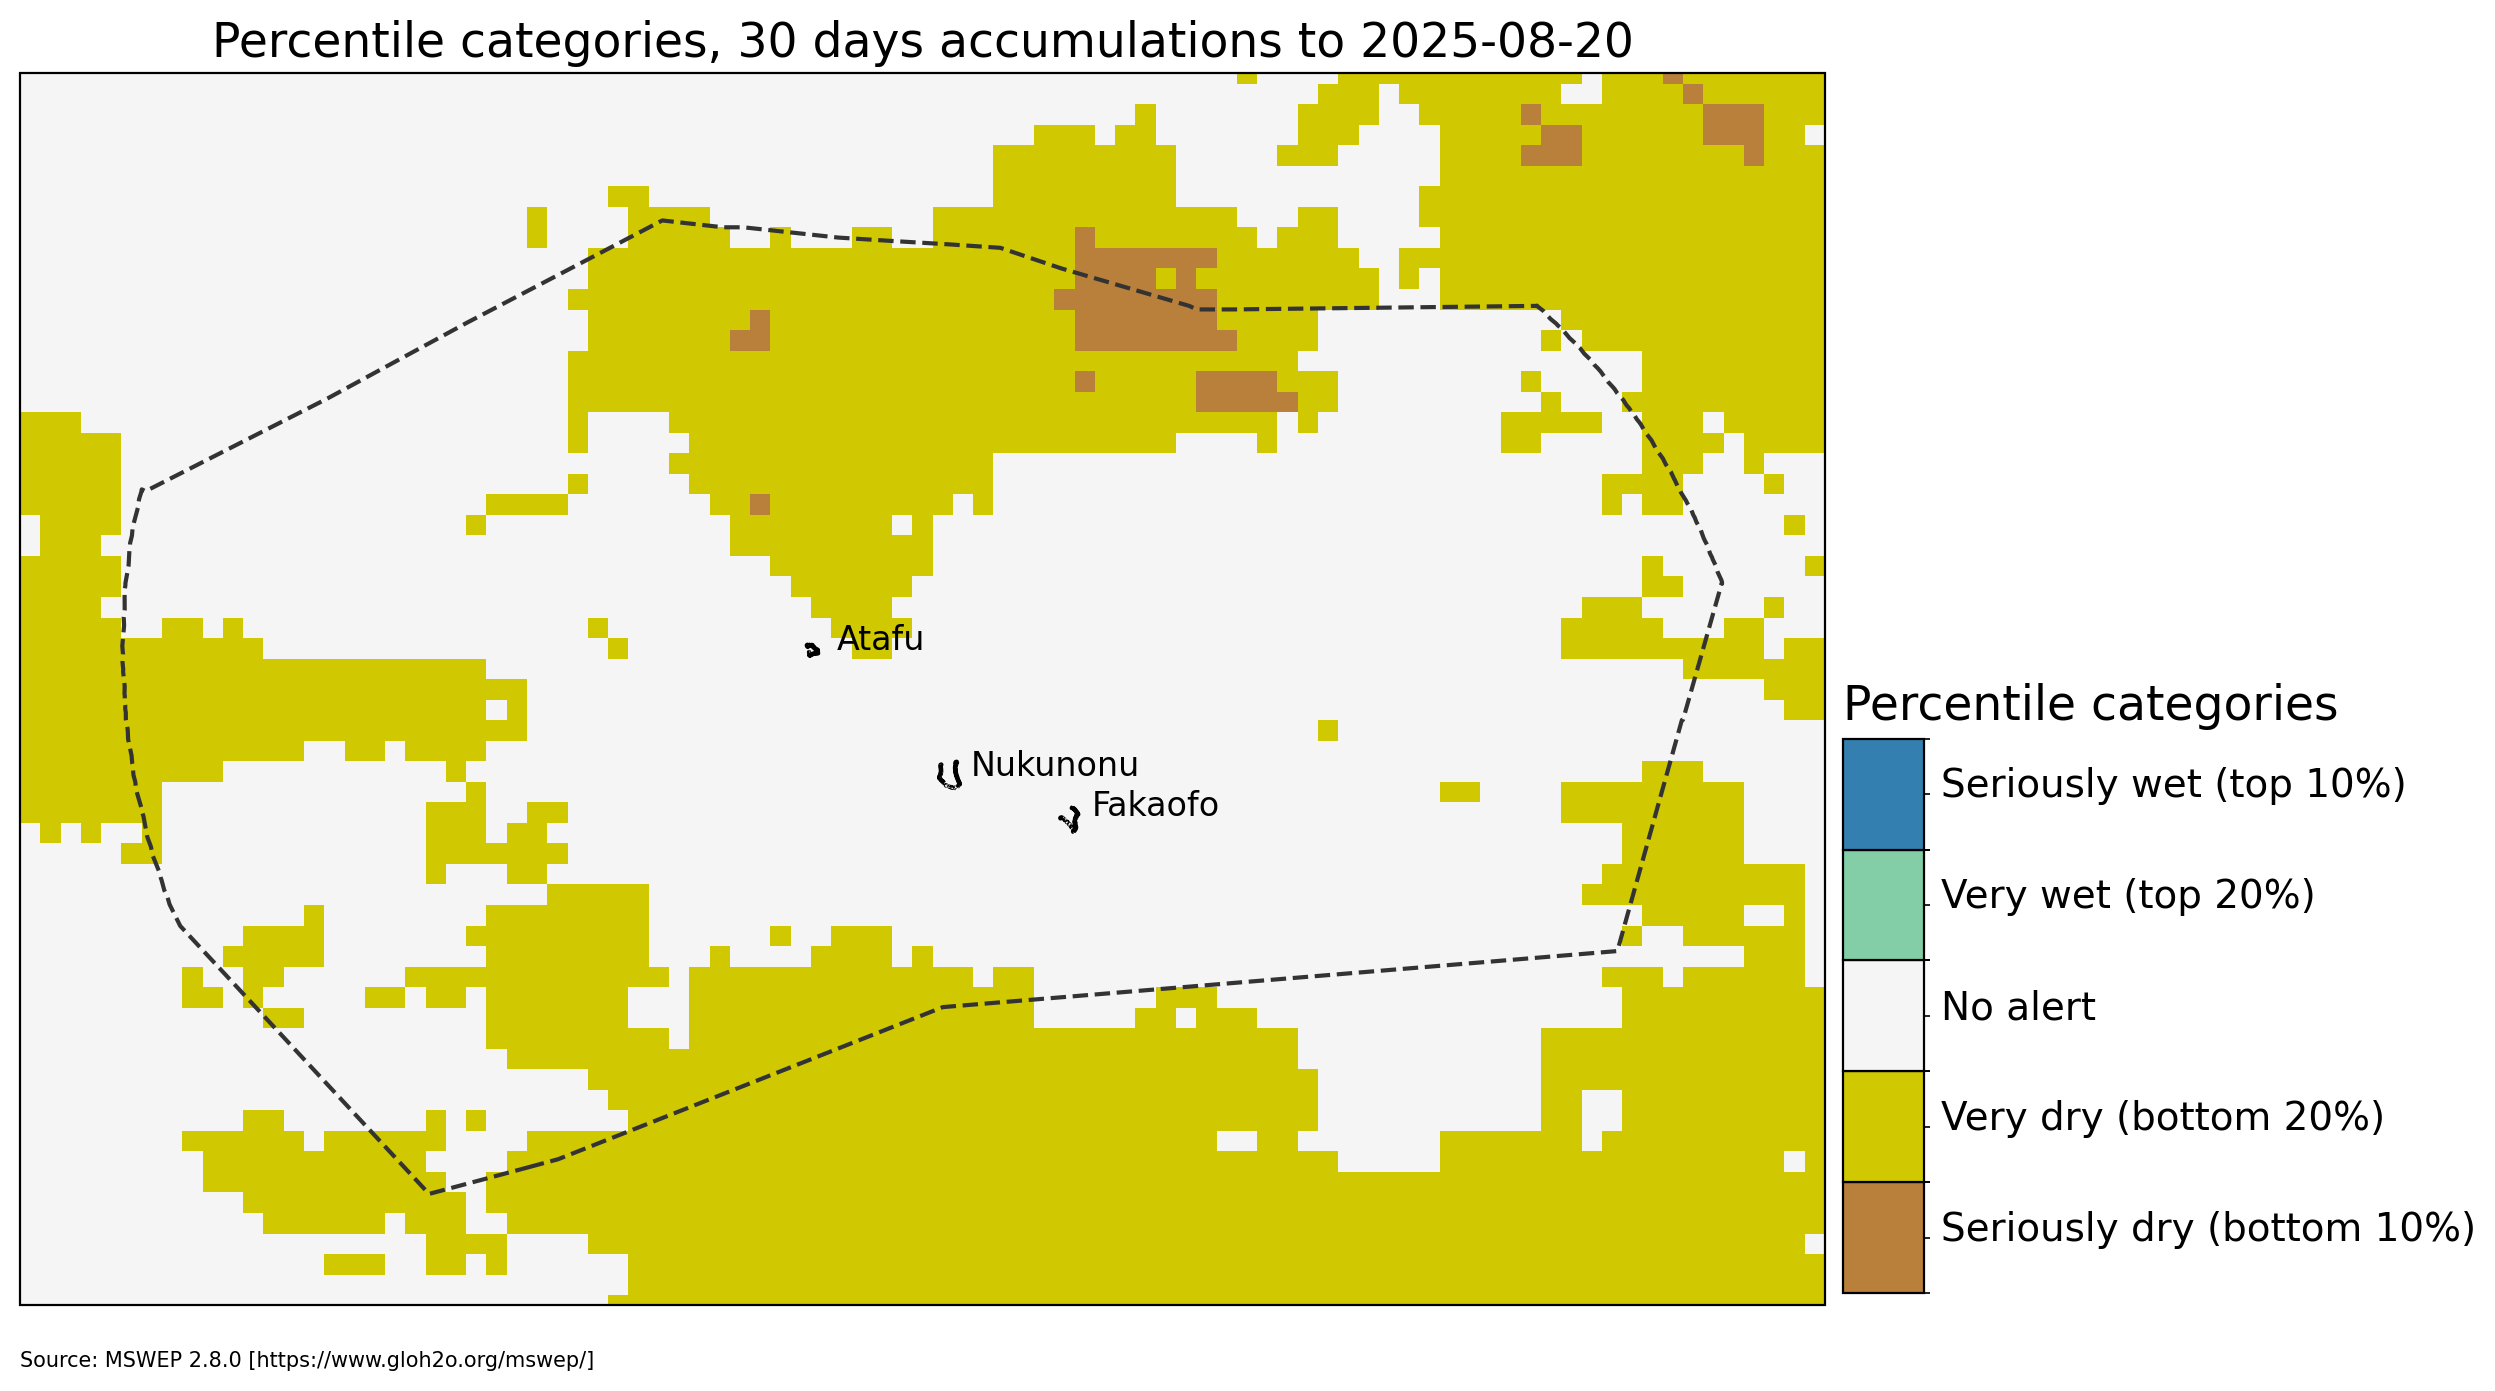 Percentile categories, 30 days accumulations to 2025-08-20
Atafu
Nukunonu
Fakaofo
Percentile categories
Seriously wet (top 10%)
Very wet (top 20%)
No alert
Very dry (bottom 20%)
Seriously dry (bottom 10%)
Source: MSWEP 2.8.0 [https://www.gloh2o.org/mswep/]